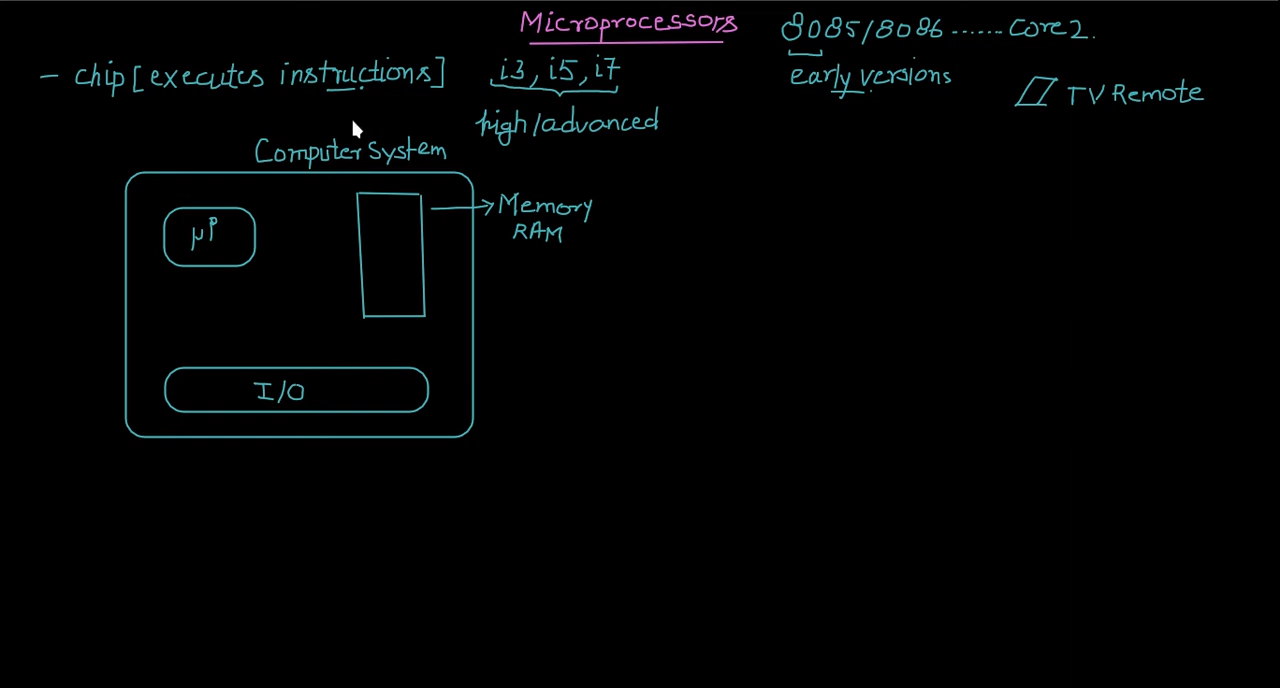 Microprocessors
8085/8086 ...... Core 2.
- chip [executes instructions]
i3, i5, i7
early versions
TV Remote
high/advanced
Computer System
μP
Memory
RAM
I/O